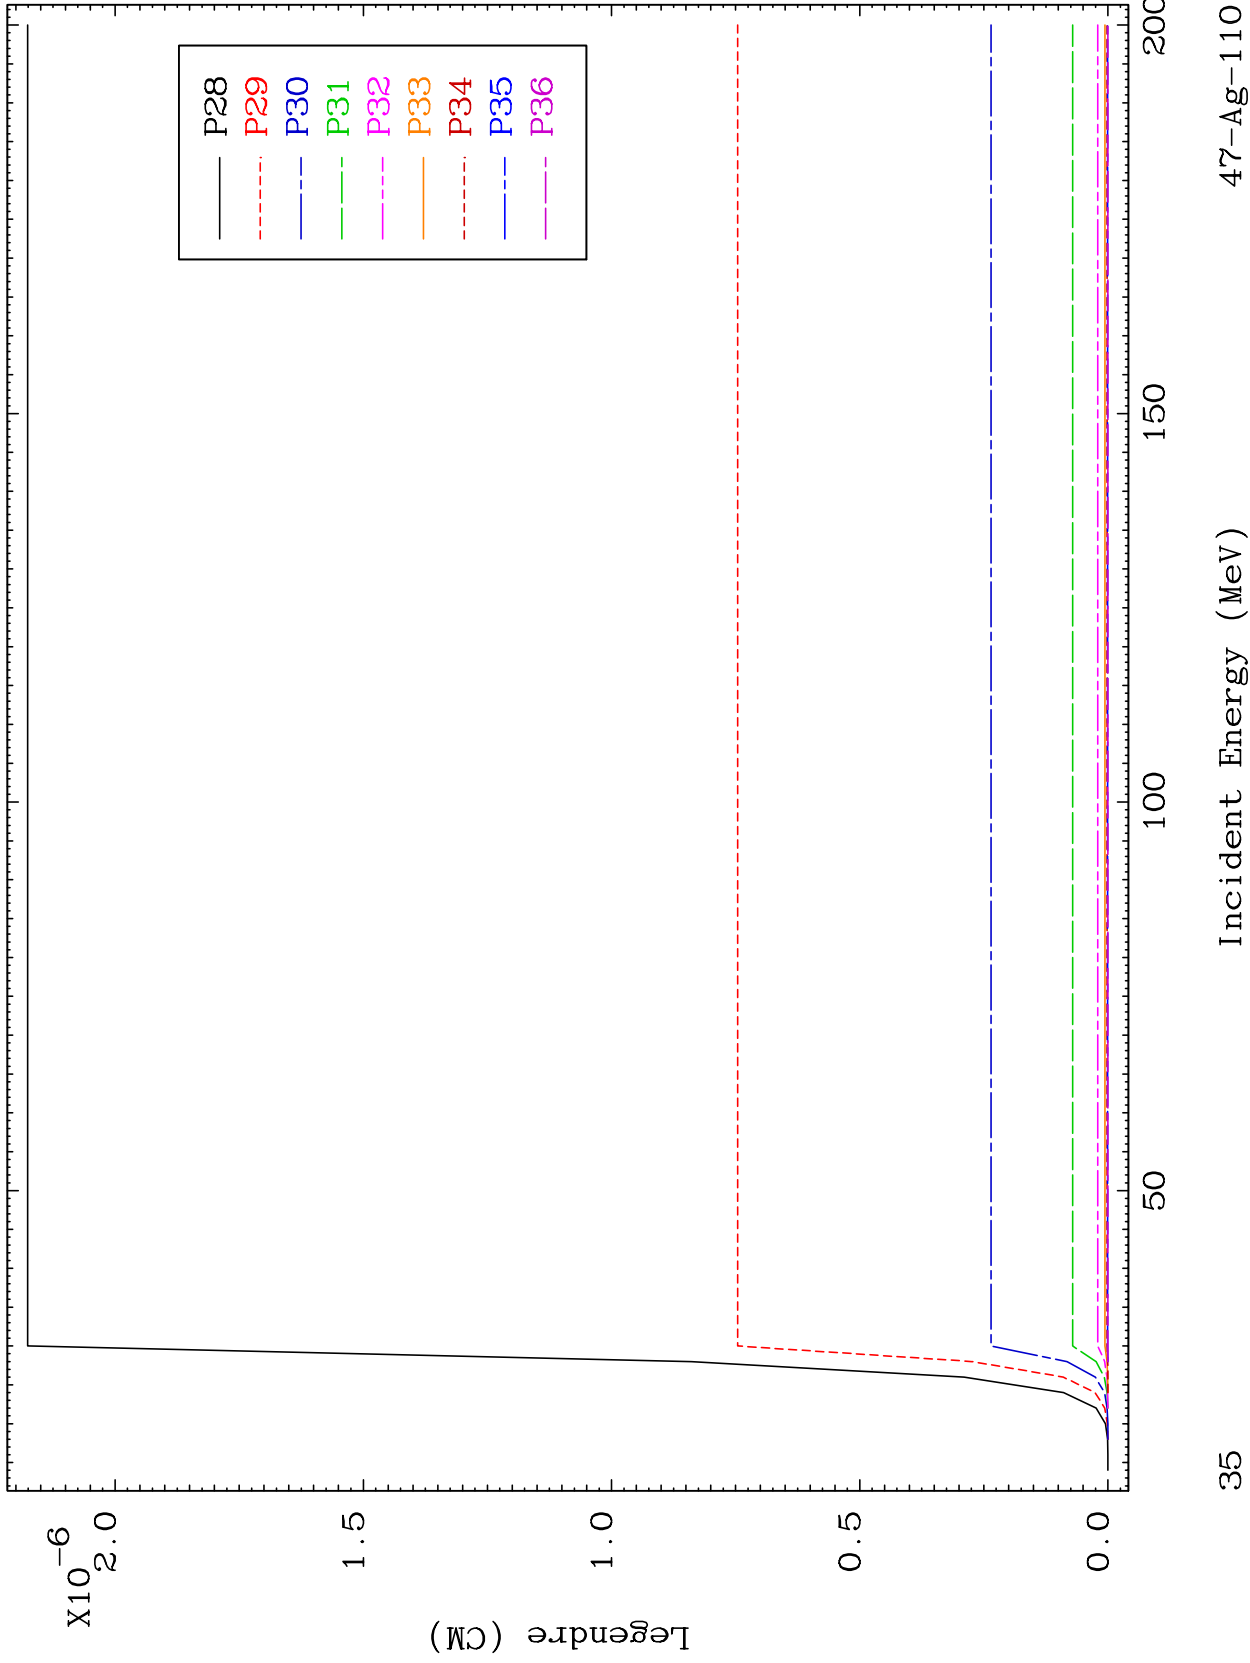 X10-6
2.0
1.5
1.0
0.5
0.0
Legendre (CM)
P28
P29
P30
P31
P32
P33
P34
P35
P36
50
100
150
200
35
Incident Energy (MeV)
47-Ag-110